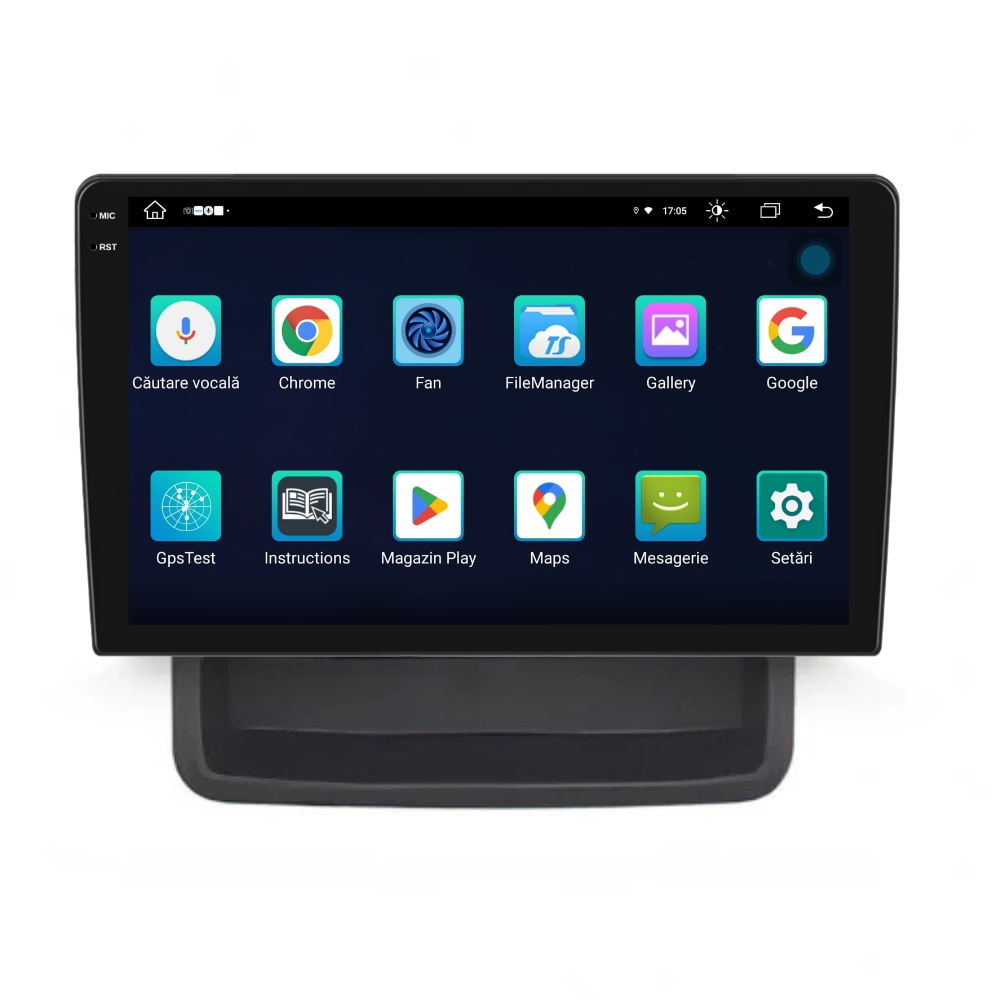 MIC
17:05
RST
Căutare vocală
Chrome
Fan
TS
FileManager
Gallery
Google
GpsTest
Instructions
Magazin Play
Maps
Mesagerie
Setări